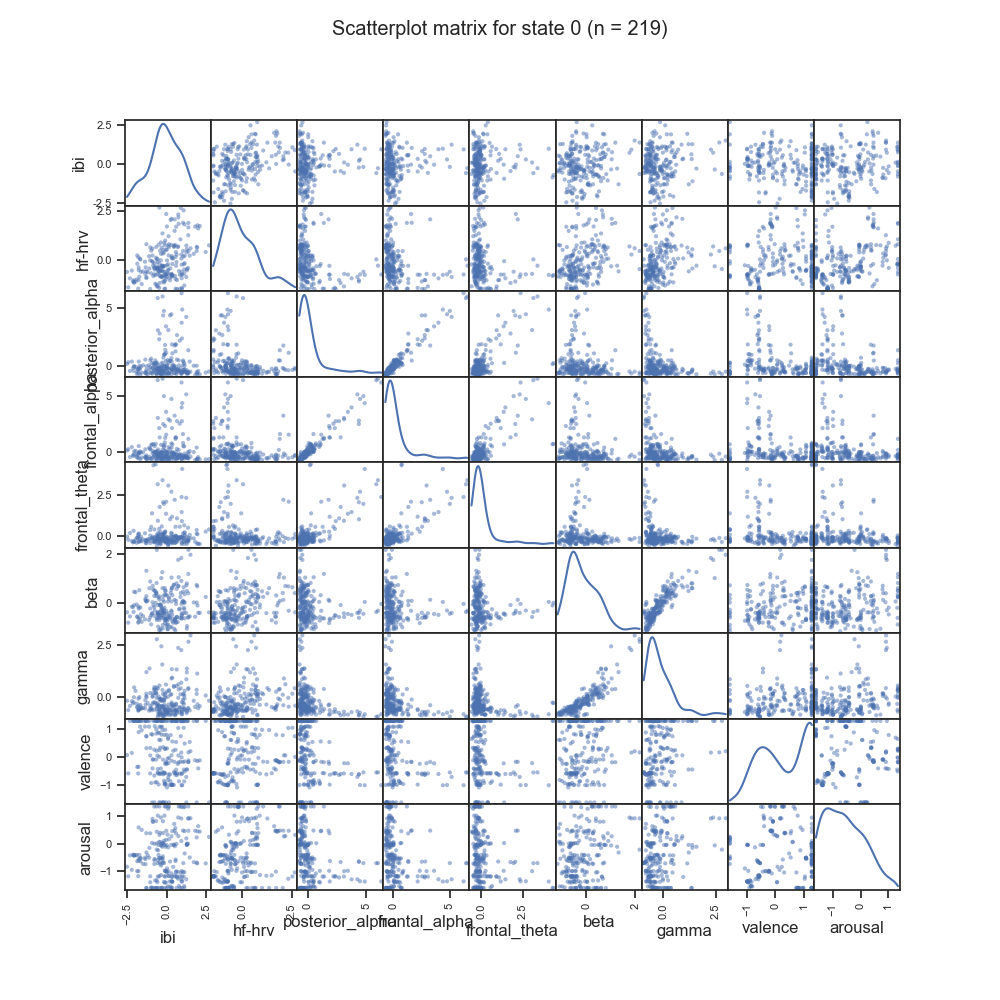 Scatterplot matrix for state 0 (n = 219)
ibi
2.5
0.0
−2.5
hf-hrv
2.5
0.0
posterior_alpha
5
0
frontal_alpha
5
0
frontal_theta
2.5
0.0
beta
2
0
gamma
2.5
0.0
valence
1
0
−1
arousal
1
0
−1
−2.5 0.0 2.5 0.0 2.5 0 5 0 5 0.0 2.5 0 2 0.0 2.5 −1 0 1 −1 0 1
ibi hf-hrv posterior_alpha frontal_alpha frontal_theta beta gamma valence arousal